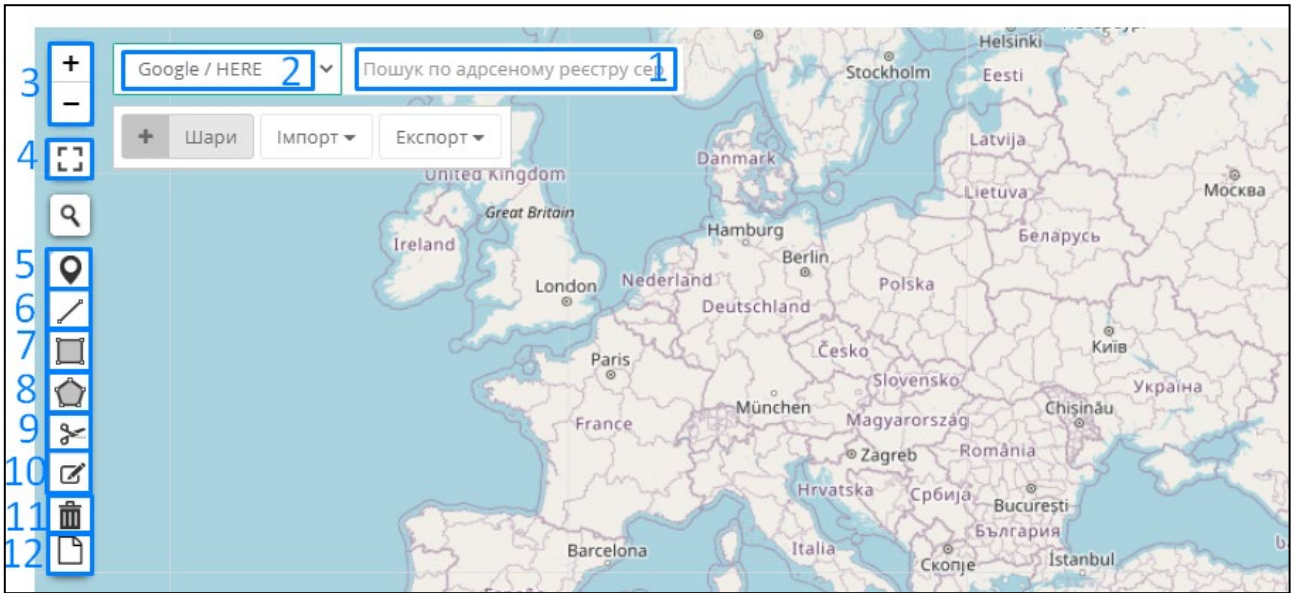 Helsinki
3 + Google / HERE 2 Пошук по адрсеному реєстру сер 1
Stockholm Eesti
−
+ Шари Імпорт Експорт
4
Latvija
Danmark
United Kingdom
Москва
Lietuva
Great Britain
Hamburg
Беларусь
Ireland
5
Berlin
London Nederland
Polska
6
Deutschland
7
Київ
Paris
Česko
8
Slovensko
Україна
München
Chișinău
France
Magyarország
9
Zagreb
România
10
Hrvatska
Србија
București
11
България
12
Barcelona
Italia
Скопје
İstanbul